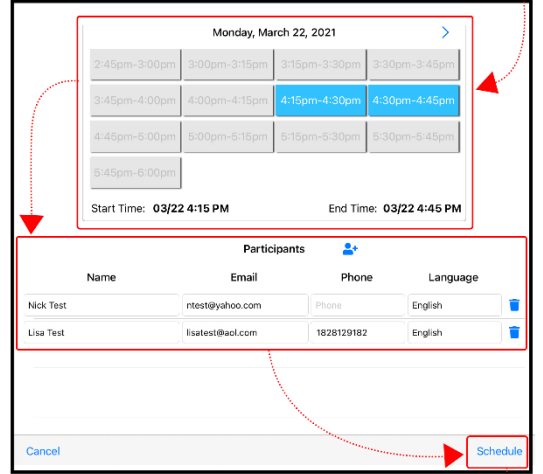 Monday, March 22, 2021
2:45pm-3:00pm 3:00pm-3:15pm 3:15pm-3:30pm 3:30pm-3:45pm
3:45pm-4:00pm 4:00pm-4:15pm 4:15pm-4:30pm 4:30pm-4:45pm
4:45pm-5:00pm 5:00pm-5:15pm 5:15pm-5:30pm 5:30pm-5:45pm
5:45pm-6:00pm
Start Time: 03/22 4:15 PM End Time: 03/22 4:45 PM
Participants
Name Email Phone Language
Nick Test ntest@yahoo.com Phone English
Lisa Test lisatest@aol.com 1828129182 English
Cancel Schedule